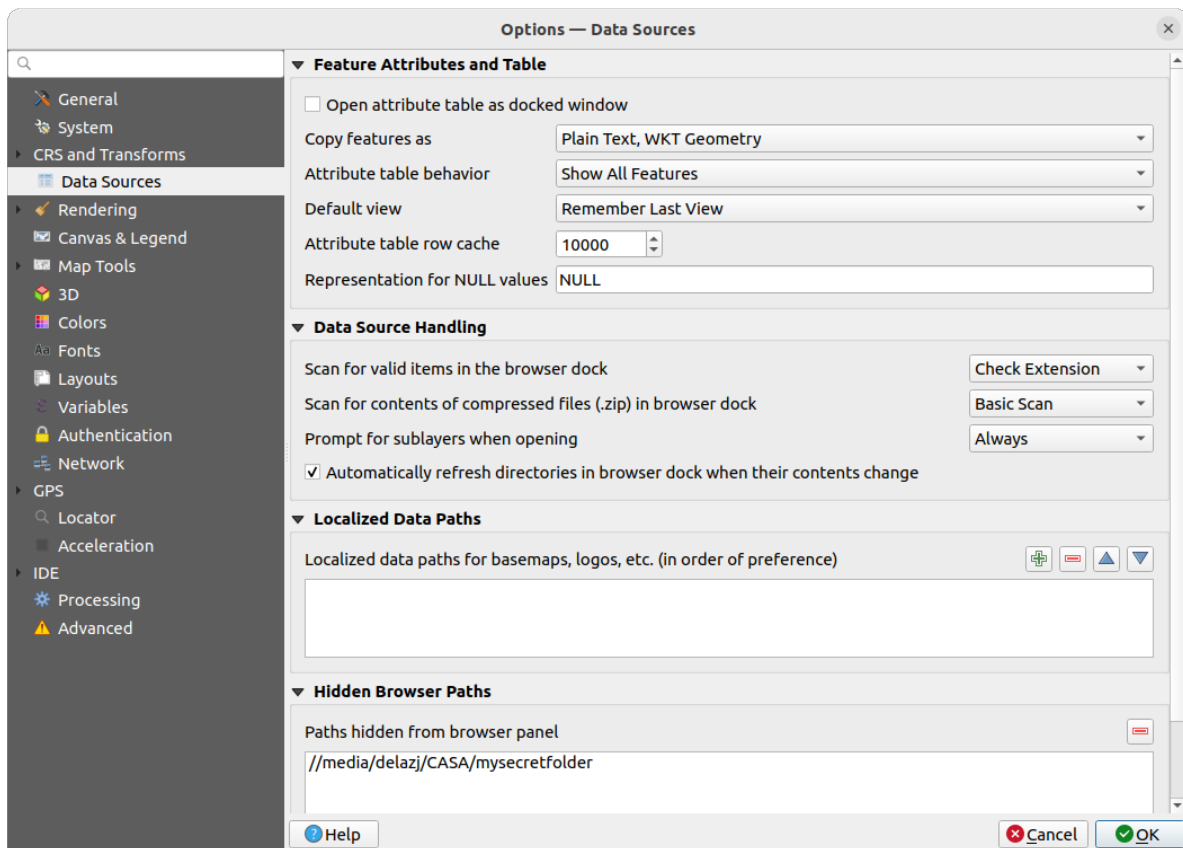 Options — Data Sources
General
System
CRS and Transforms
Data Sources
Rendering
Canvas & Legend
Map Tools
3D
Colors
Aa Fonts
Layouts
ε Variables
Authentication
Network
GPS
Locator
Acceleration
IDE
Processing
Advanced
Feature Attributes and Table
Open attribute table as docked window
Copy features as Plain Text, WKT Geometry
Attribute table behavior Show All Features
Default view Remember Last View
Attribute table row cache 10000
Representation for NULL values NULL
Data Source Handling
Scan for valid items in the browser dock Check Extension
Scan for contents of compressed files (.zip) in browser dock Basic Scan
Prompt for sublayers when opening Always
Automatically refresh directories in browser dock when their contents change
Localized Data Paths
Localized data paths for basemaps, logos, etc. (in order of preference)
Hidden Browser Paths
Paths hidden from browser panel
//media/delazj/CASA/mysecretfolder
Help Cancel OK